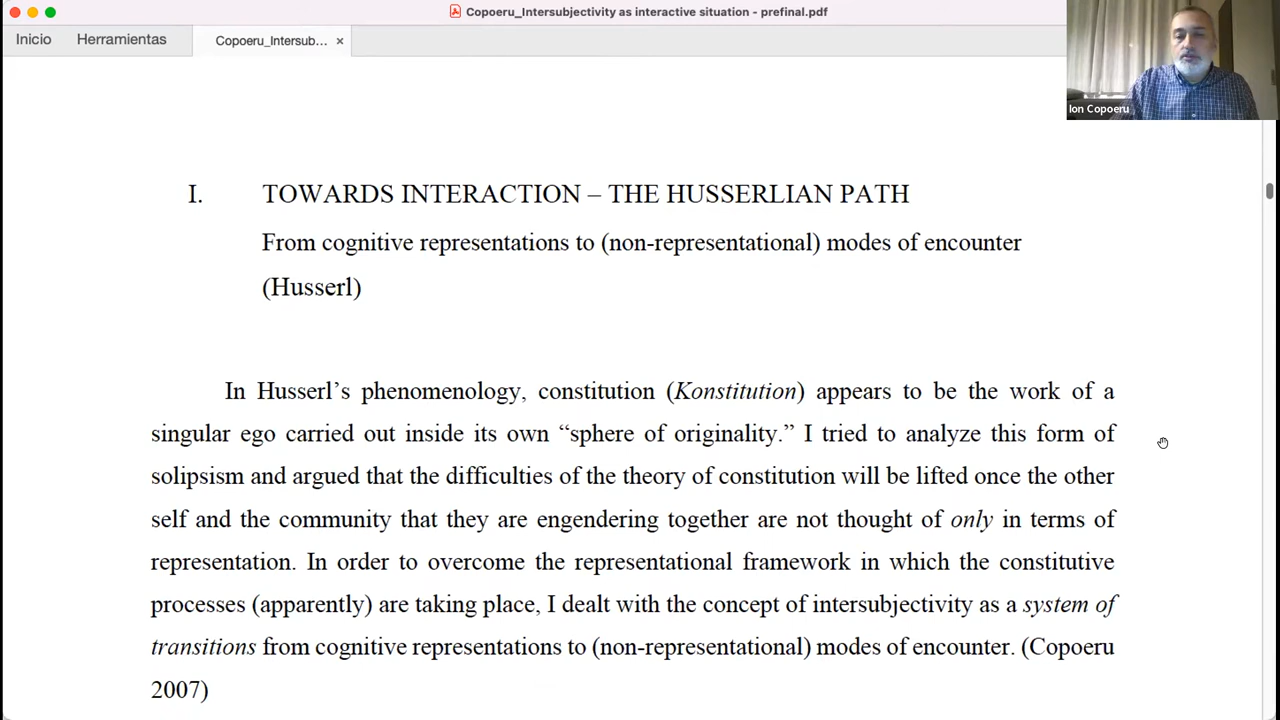 Copoeru_Intersubjectivity as interactive situation - prefinal.pdf
Inicio
Herramientas
Copoeru_Intersub...
×
Ion Copoeru
I. TOWARDS INTERACTION – THE HUSSERLIAN PATH
From cognitive representations to (non-representational) modes of encounter
(Husserl)
In Husserl’s phenomenology, constitution (Konstitution) appears to be the work of a
singular ego carried out inside its own “sphere of originality.” I tried to analyze this form of
solipsism and argued that the difficulties of the theory of constitution will be lifted once the other
self and the community that they are engendering together are not thought of only in terms of
representation. In order to overcome the representational framework in which the constitutive
processes (apparently) are taking place, I dealt with the concept of intersubjectivity as a system of
transitions from cognitive representations to (non-representational) modes of encounter. (Copoeru
2007)